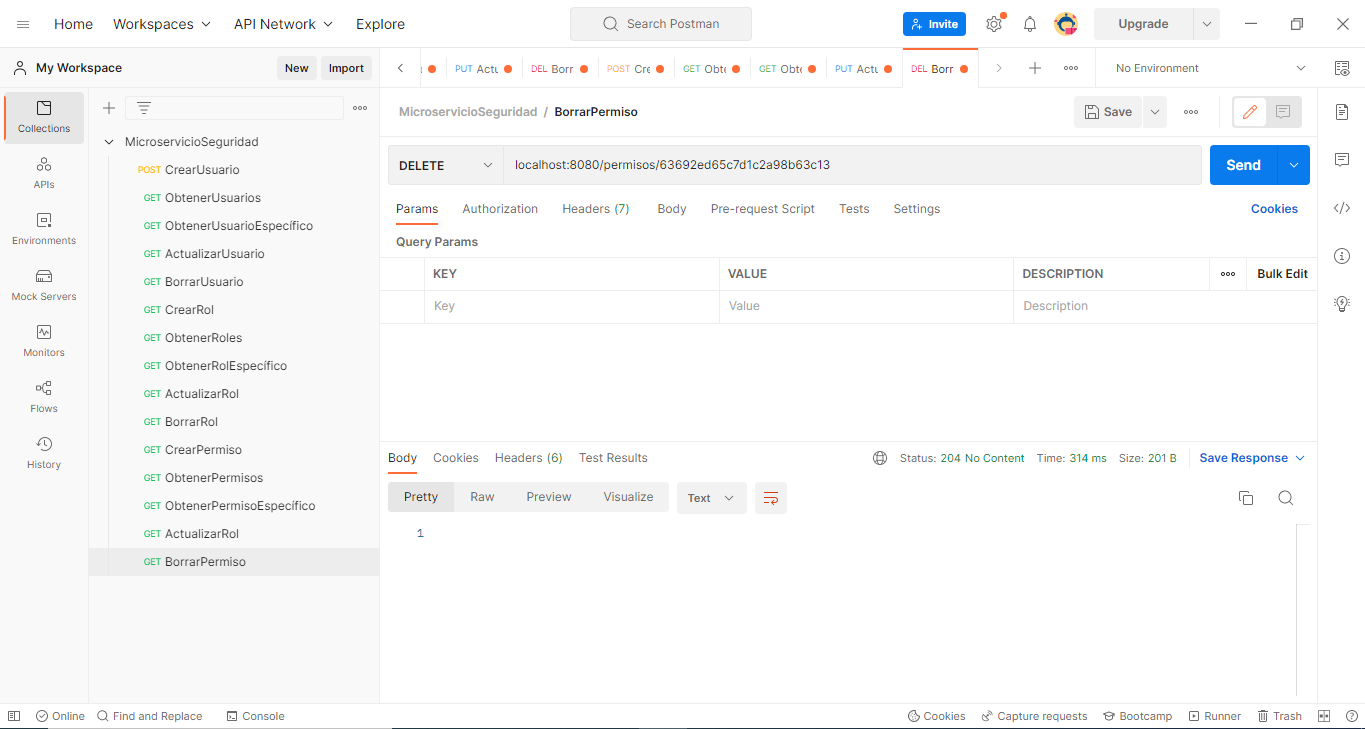 Home Workspaces API Network Explore Search Postman Invite Upgrade
My Workspace New Import PUT Actu DEL Borr POST Cre GET Obte GET Obte PUT Actu DEL Borr No Environment
Collections
APIs
Environments
Mock Servers
Monitors
Flows
History
MicroservicioSeguridad
POST CrearUsuario
GET ObtenerUsuarios
GET ObtenerUsuarioEspecífico
GET ActualizarUsuario
GET BorrarUsuario
GET CrearRol
GET ObtenerRoles
GET ObtenerRolEspecífico
GET ActualizarRol
GET BorrarRol
GET CrearPermiso
GET ObtenerPermisos
GET ObtenerPermisoEspecífico
GET ActualizarRol
GET BorrarPermiso
MicroservicioSeguridad / BorrarPermiso Save
DELETE localhost:8080/permisos/63692ed65c7d1c2a98b63c13 Send
Params Authorization Headers (7) Body Pre-request Script Tests Settings Cookies
Query Params
KEY VALUE DESCRIPTION Bulk Edit
Key Value Description
Body Cookies Headers (6) Test Results Status: 204 No Content Time: 314 ms Size: 201 B Save Response
Pretty Raw Preview Visualize Text
1
Online Find and Replace Console Cookies Capture requests Bootcamp Runner Trash